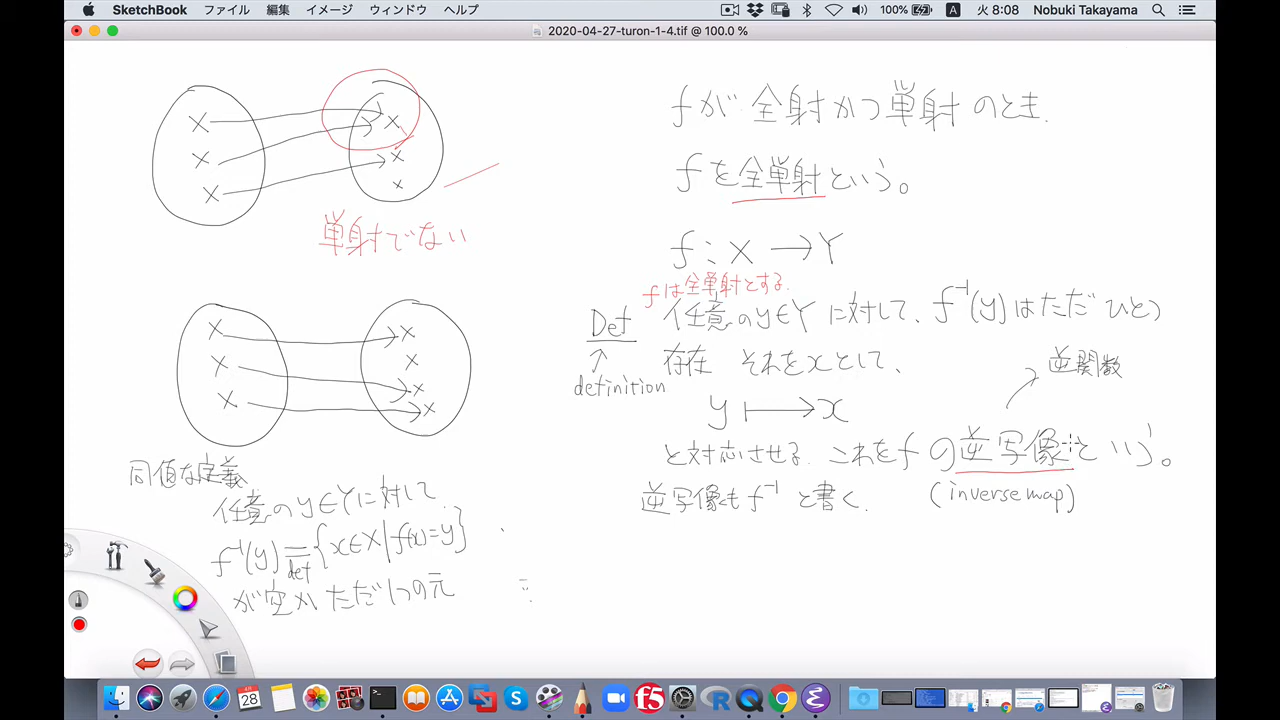 SketchBook ファイル 編集 イメージ ウィンドウ ヘルプ 100% A 火 8:08 Nobuki Takayama
2020-04-27-turon-1-4.tif @ 100.0 %
単射でない
同値な定義
任意のy∈Yに対して
f⁻¹(y) =def {x∈X|f(x)=y}
が空かただ1つの元
fが全射かつ単射のとき.
fを全単射という。
f : X → Y
fは全単射とする.
Def 任意のy∈Yに対して、f⁻¹(y)はただひとつ
↑
definition
存在 それをxとして、
逆関数
y ↦ x
と対応させる. これをfの逆写像という。
(inverse map)
逆写像もf⁻¹と書く.
APR
28
f5